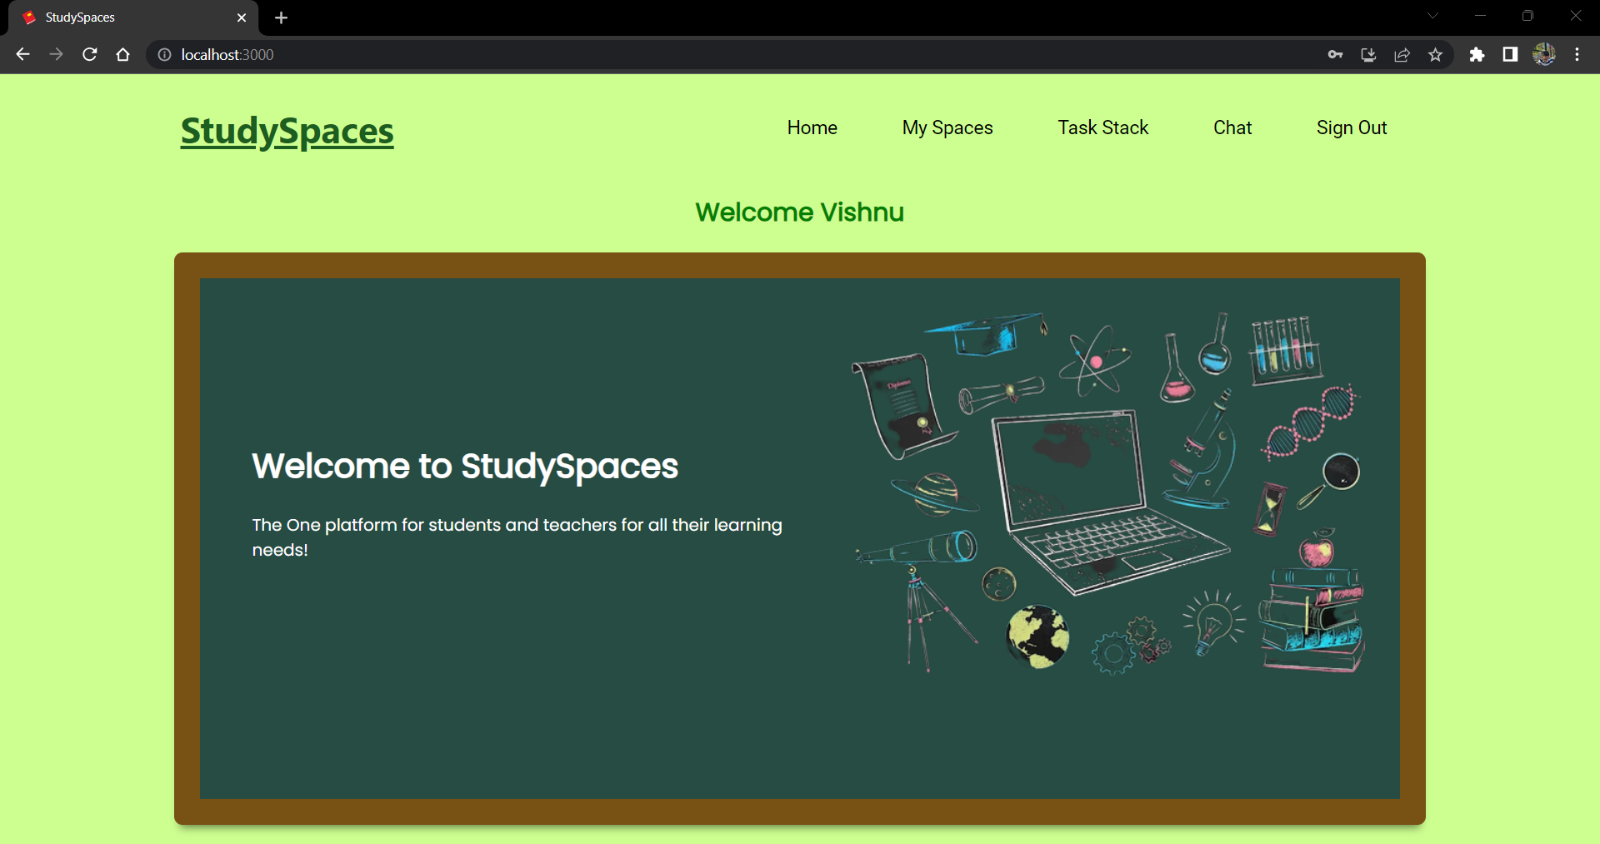 StudySpaces
localhost:3000
StudySpaces
Home My Spaces Task Stack Chat Sign Out
Welcome Vishnu
Welcome to StudySpaces
The One platform for students and teachers for all their learning
needs!
Diploma